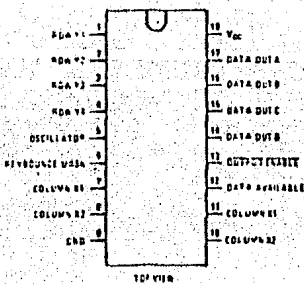 1
ROW Y1
2
ROW Y2
3
ROW Y3
4
ROW Y4
5
OSCILLATOR
6
KEYBOUNCE MASK
7
COLUMN
8
COLUMN
9
GND
18
VCC
17
DATA OUT A
16
DATA OUT B
15
DATA OUT C
14
DATA OUT D
13
OUTPUT ENABLE
12
DATA AVAILABLE
11
COLUMN X1
10
COLUMN X2
TOP VIEW